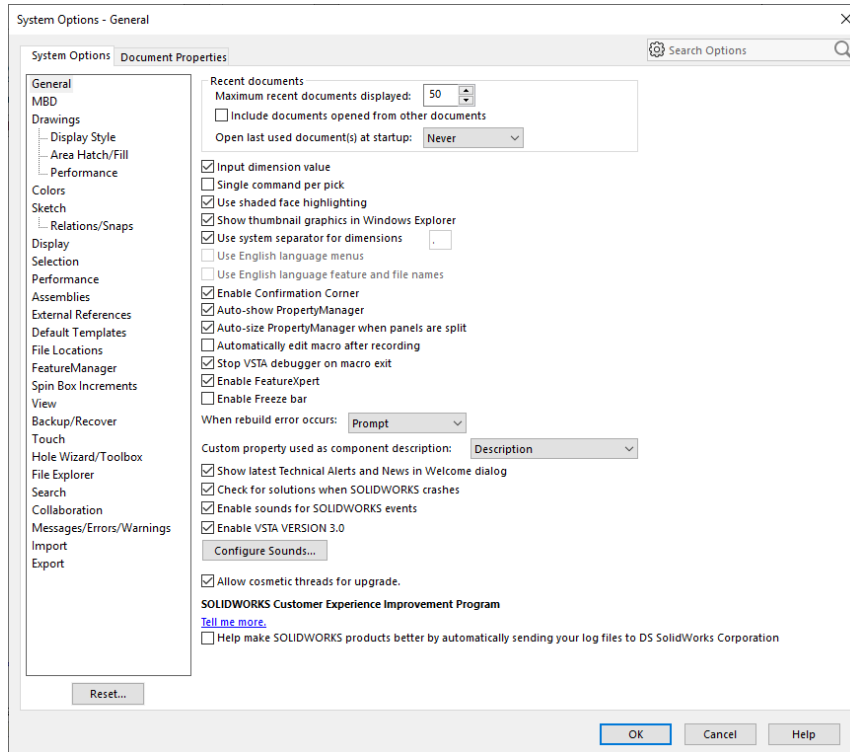 System Options - General
System Options
Document Properties
Search Options
General
MBD
Drawings
Display Style
Area Hatch/Fill
Performance
Colors
Sketch
Relations/Snaps
Display
Selection
Performance
Assemblies
External References
Default Templates
File Locations
FeatureManager
Spin Box Increments
View
Backup/Recover
Touch
Hole Wizard/Toolbox
File Explorer
Search
Collaboration
Messages/Errors/Warnings
Import
Export
Reset...
Recent documents
Maximum recent documents displayed: 50
Include documents opened from other documents
Open last used document(s) at startup: Never
Input dimension value
Single command per pick
Use shaded face highlighting
Show thumbnail graphics in Windows Explorer
Use system separator for dimensions .
Use English language menus
Use English language feature and file names
Enable Confirmation Corner
Auto-show PropertyManager
Auto-size PropertyManager when panels are split
Automatically edit macro after recording
Stop VSTA debugger on macro exit
Enable FeatureXpert
Enable Freeze bar
When rebuild error occurs: Prompt
Custom property used as component description: Description
Show latest Technical Alerts and News in Welcome dialog
Check for solutions when SOLIDWORKS crashes
Enable sounds for SOLIDWORKS events
Enable VSTA VERSION 3.0
Configure Sounds...
Allow cosmetic threads for upgrade.
SOLIDWORKS Customer Experience Improvement Program
Tell me more.
Help make SOLIDWORKS products better by automatically sending your log files to DS SolidWorks Corporation
OK
Cancel
Help